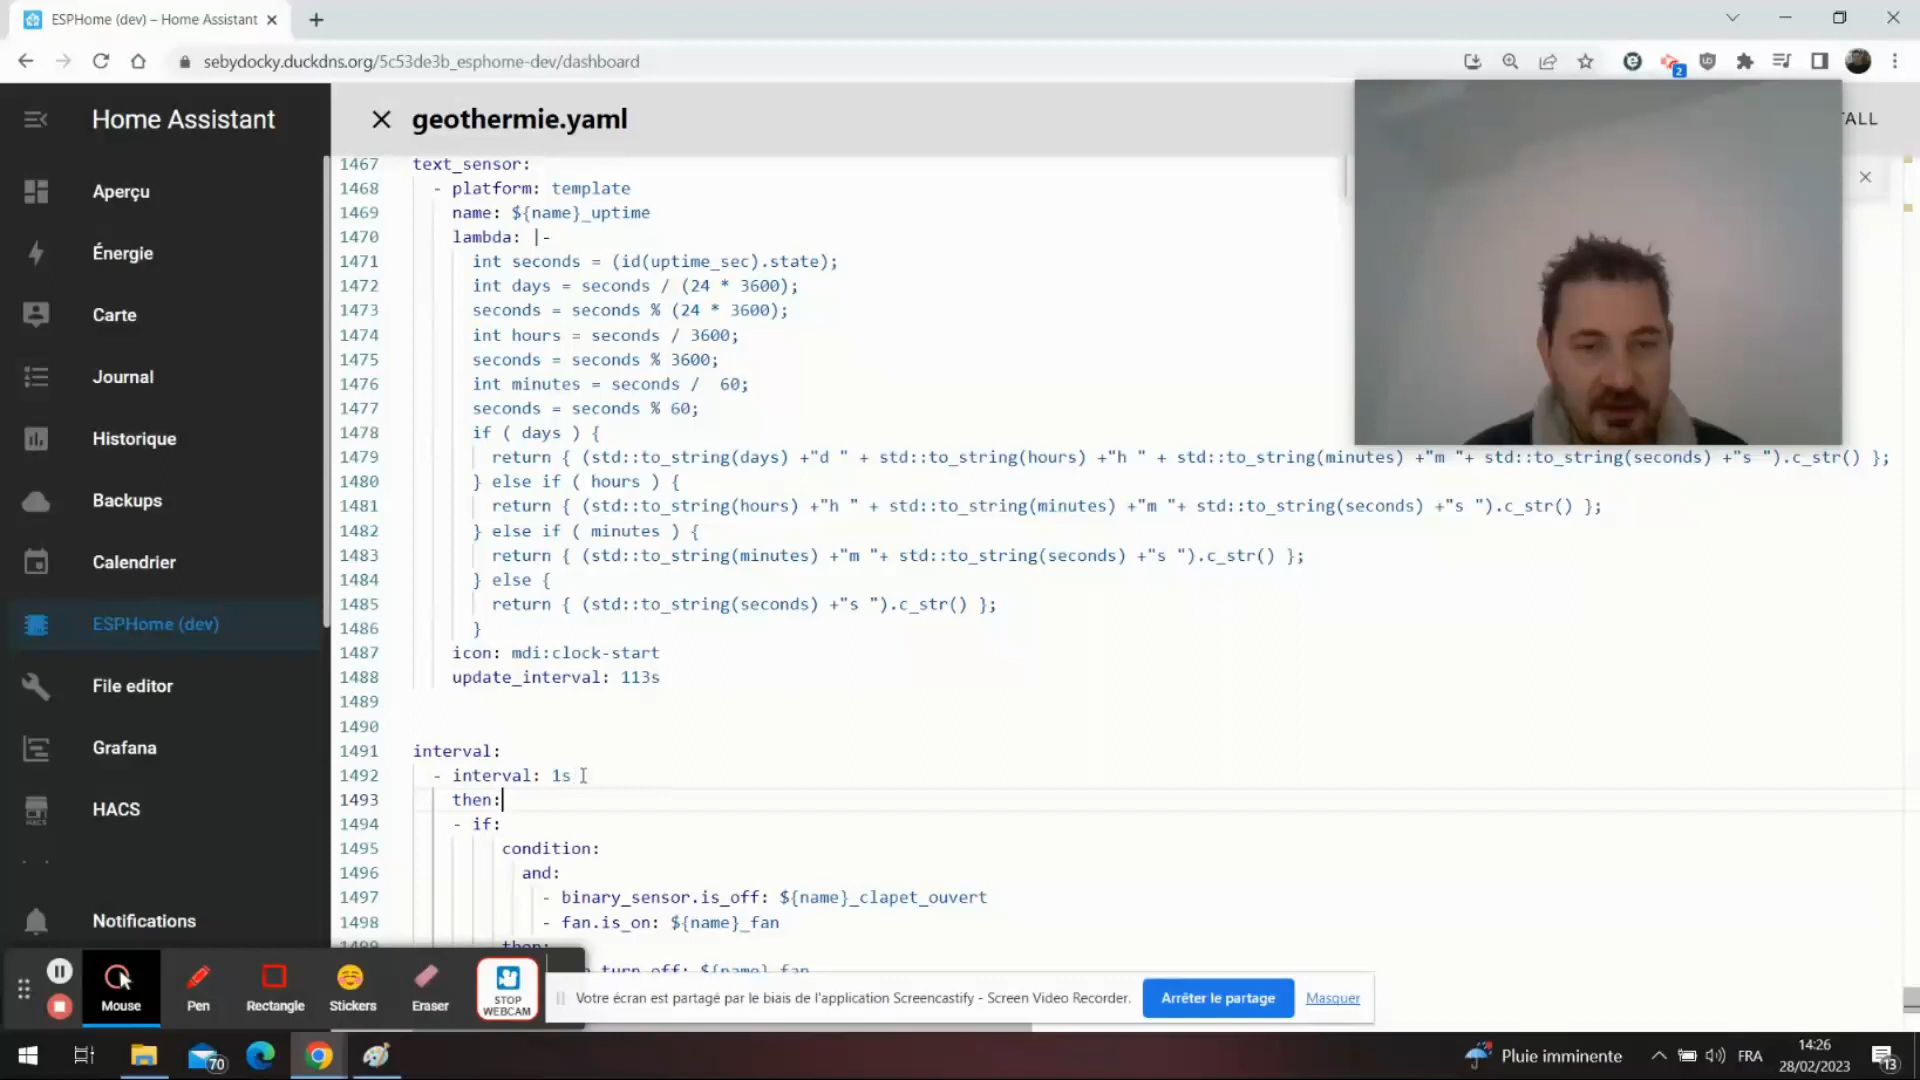 ESPHome (dev) – Home Assistant
sebydocky.duckdns.org/5c53de3b_esphome-dev/dashboard
2
Home Assistant
geothermie.yaml
TALL
Aperçu
Énergie
Carte
Journal
Historique
Backups
Calendrier
ESPHome (dev)
File editor
Grafana
HACS
Notifications
1467 text_sensor:
1468 - platform: template
1469 name: ${name}_uptime
1470 lambda: |-
1471 int seconds = (id(uptime_sec).state);
1472 int days = seconds / (24 * 3600);
1473 seconds = seconds % (24 * 3600);
1474 int hours = seconds / 3600;
1475 seconds = seconds % 3600;
1476 int minutes = seconds /  60;
1477 seconds = seconds % 60;
1478 if ( days ) {
1479 return { (std::to_string(days) +"d " + std::to_string(hours) +"h " + std::to_string(minutes) +"m "+ std::to_string(seconds) +"s ").c_str() };
1480 } else if ( hours ) {
1481 return { (std::to_string(hours) +"h " + std::to_string(minutes) +"m "+ std::to_string(seconds) +"s ").c_str() };
1482 } else if ( minutes ) {
1483 return { (std::to_string(minutes) +"m "+ std::to_string(seconds) +"s ").c_str() };
1484 } else {
1485 return { (std::to_string(seconds) +"s ").c_str() };
1486 }
1487 icon: mdi:clock-start
1488 update_interval: 113s
1489
1490
1491 interval:
1492 - interval: 1s
1493 then:
1494 - if:
1495 condition:
1496 and:
1497 - binary_sensor.is_off: ${name}_clapet_ouvert
1498 - fan.is_on: ${name}_fan
1499 then:
turn_off: ${name}_fan
Mouse
Pen
Rectangle
Stickers
Eraser
STOP
WEBCAM
Votre écran est partagé par le biais de l'application Screencastify - Screen Video Recorder.
Arrêter le partage
Masquer
70
Pluie imminente
FRA
14:26
28/02/2023
13